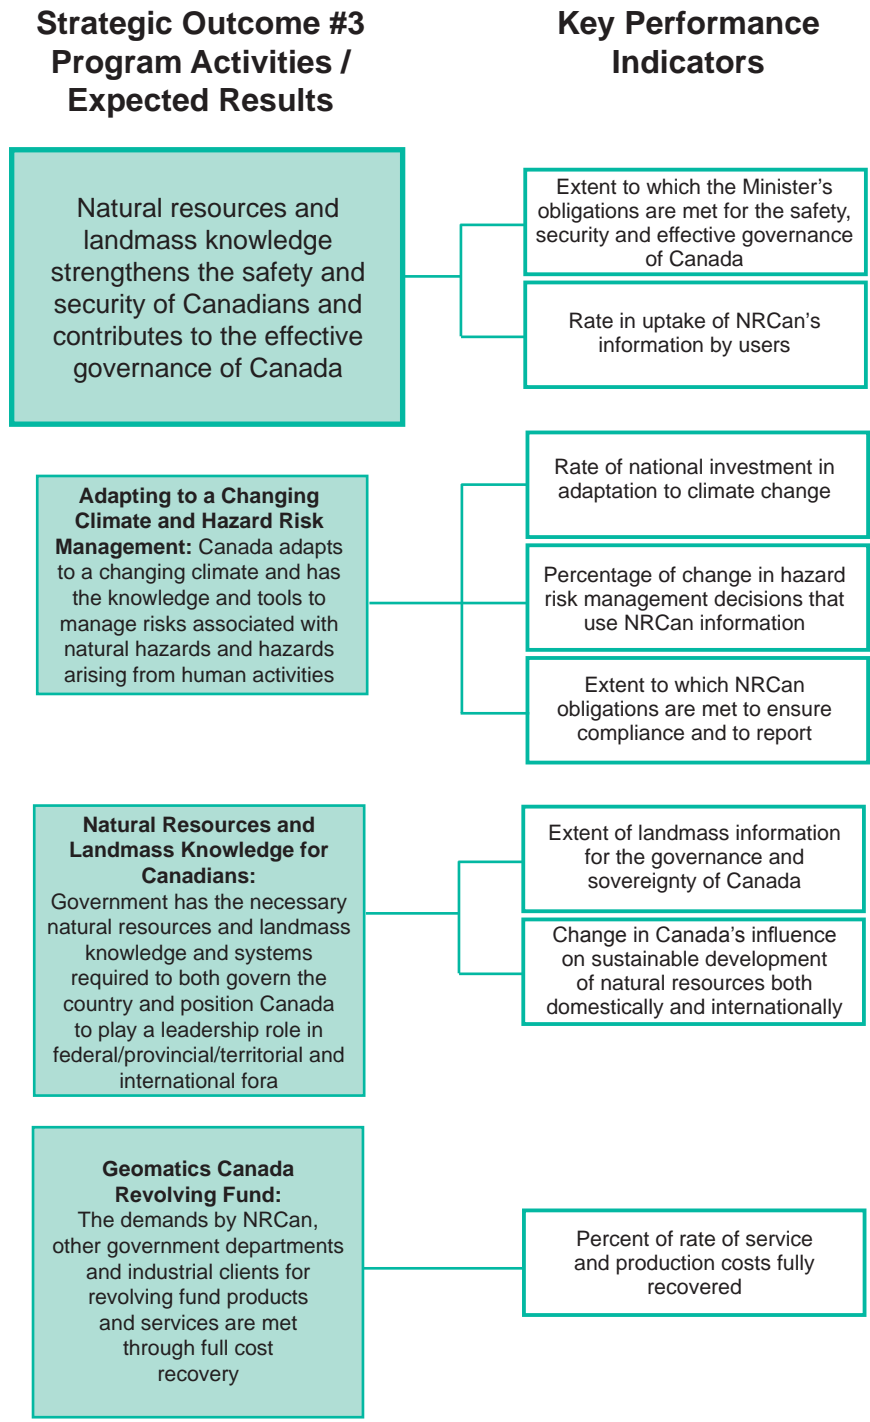 Strategic Outcome #3
Program Activities /
Expected Results
Key Performance
Indicators
Natural resources and
landmass knowledge
strengthens the safety and
security of Canadians and
contributes to the effective
governance of Canada
Extent to which the Minister’s
obligations are met for the safety,
security and effective governance
of Canada
Rate in uptake of NRCan’s
information by users
Adapting to a Changing
Climate and Hazard Risk
Management: Canada adapts
to a changing climate and has
the knowledge and tools to
manage risks associated with
natural hazards and hazards
arising from human activities
Rate of national investment in
adaptation to climate change
Percentage of change in hazard
risk management decisions that
use NRCan information
Extent to which NRCan
obligations are met to ensure
compliance and to report
Natural Resources and
Landmass Knowledge for
Canadians:
Government has the necessary
natural resources and landmass
knowledge and systems
required to both govern the
country and position Canada
to play a leadership role in
federal/provincial/territorial and
international fora
Extent of landmass information
for the governance and
sovereignty of Canada
Change in Canada’s influence
on sustainable development
of natural resources both
domestically and internationally
Geomatics Canada
Revolving Fund:
The demands by NRCan,
other government departments
and industrial clients for
revolving fund products
and services are met
through full cost
recovery
Percent of rate of service
and production costs fully
recovered